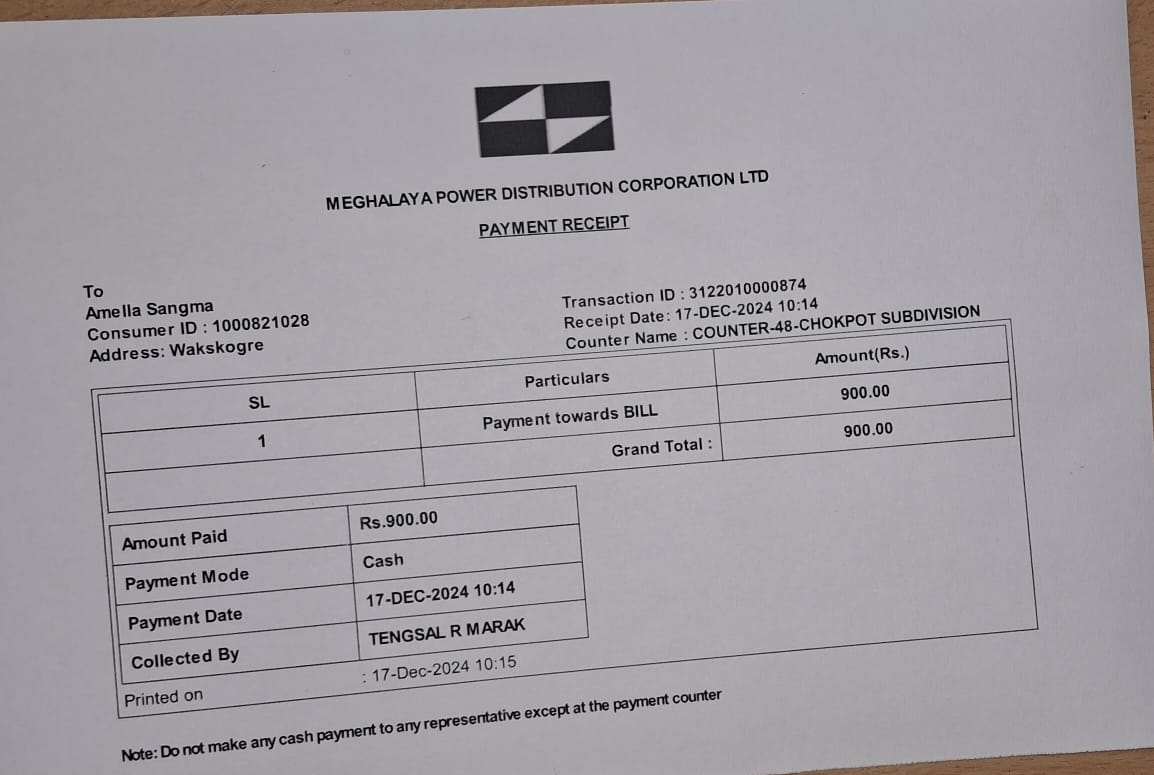 MEGHALAYA POWER DISTRIBUTION CORPORATION LTD
PAYMENT RECEIPT
To
Amella Sangma
Consumer ID : 1000821028
Address: Wakskogre
Transaction ID : 3122010000874
Receipt Date: 17-DEC-2024 10:14
Counter Name : COUNTER-48-CHOKPOT SUBDIVISION
SL Particulars Amount(Rs.)
1 Payment towards BILL 900.00
Grand Total : 900.00
Amount Paid Rs.900.00
Payment Mode Cash
Payment Date 17-DEC-2024 10:14
Collected By TENGSAL R MARAK
Printed on : 17-Dec-2024 10:15
Note: Do not make any cash payment to any representative except at the payment counter